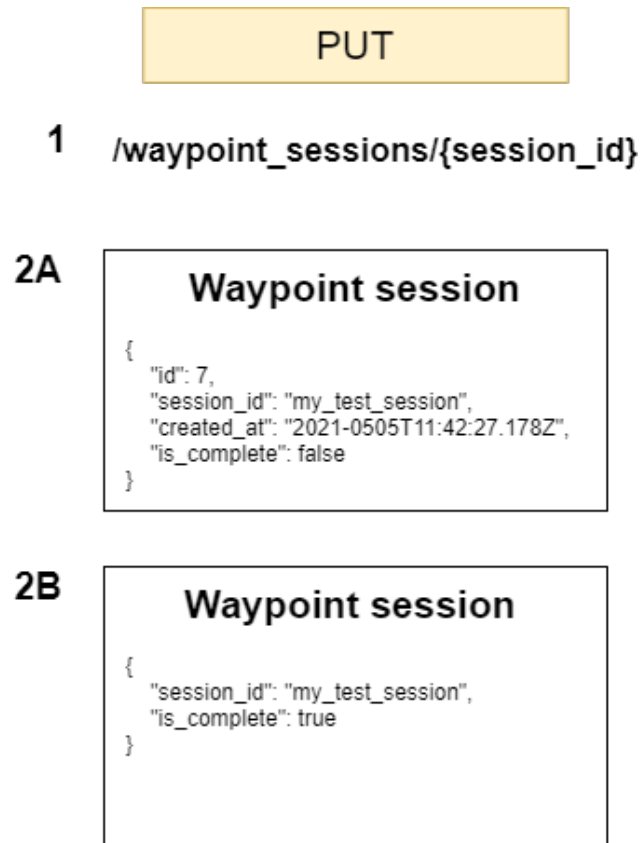 PUT
1 /waypoint_sessions/{session_id}
2A Waypoint session
{
"id": 7,
"session_id": "my_test_session",
"created_at": "2021-0505T11:42:27.178Z",
"is_complete": false
}
2B Waypoint session
{
"session_id": "my_test_session",
"is_complete": true
}